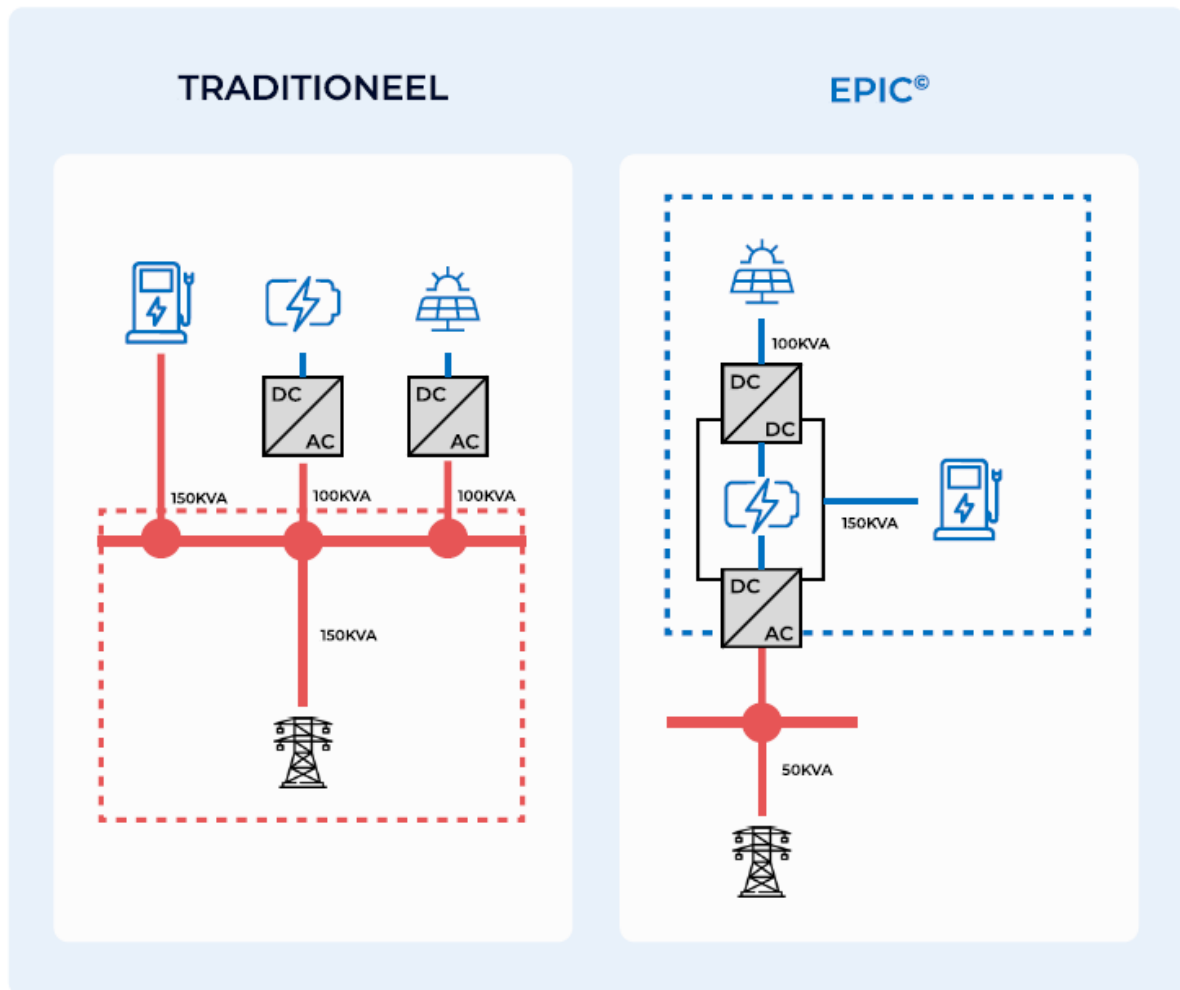 TRADITIONEEL
DC
AC
DC
AC
150KVA
100KVA
100KVA
150KVA
EPIC©
100KVA
DC
DC
150KVA
DC
AC
50KVA